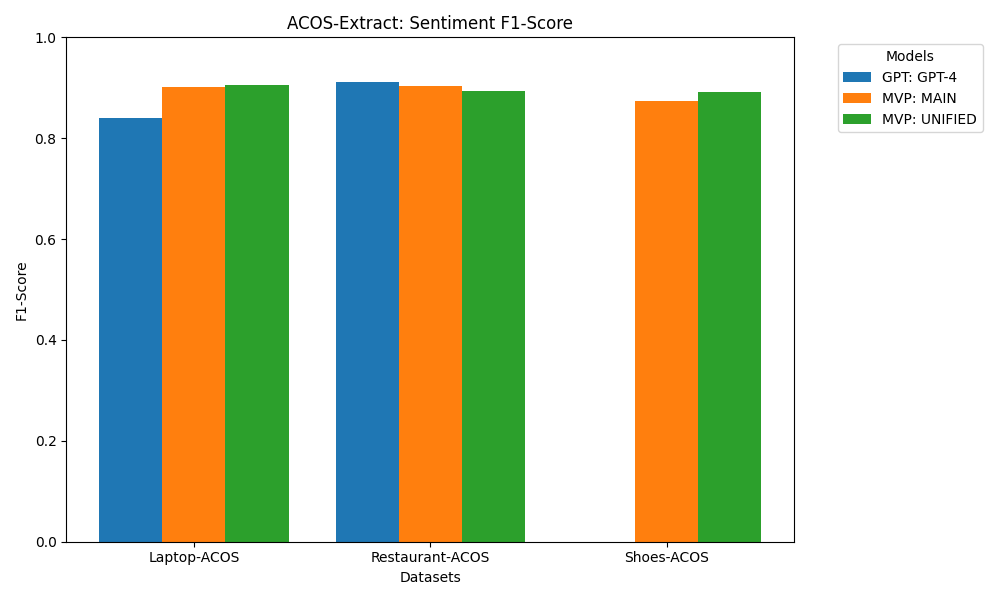 ACOS-Extract: Sentiment F1-Score
Models
GPT: GPT-4
MVP: MAIN
MVP: UNIFIED
F1-Score
1.0
0.8
0.6
0.4
0.2
0.0
Laptop-ACOS
Restaurant-ACOS
Shoes-ACOS
Datasets